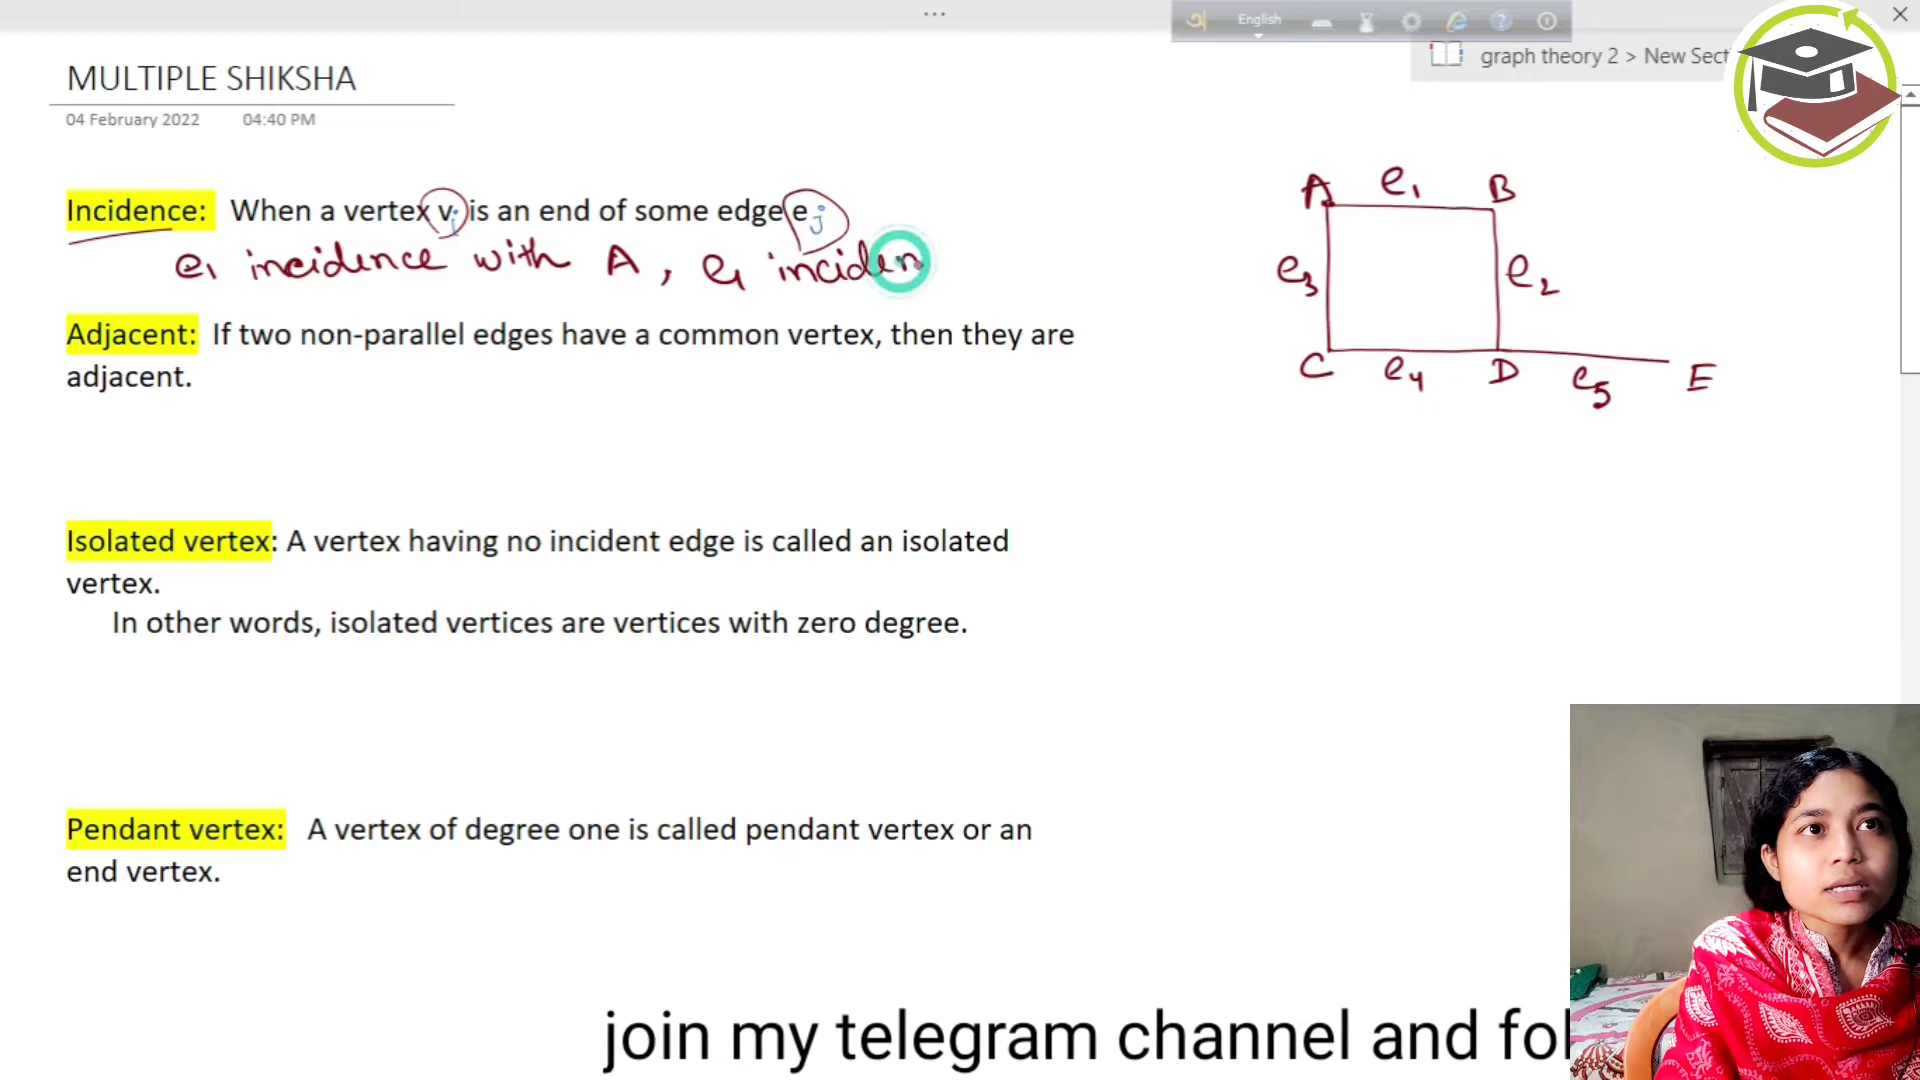 English
graph theory 2 > New Sect
MULTIPLE SHIKSHA
04 February 2022 04:40 PM
Incidence: When a vertex vi is an end of some edge ej
e1 incidence with A, e1 inciden
Adjacent: If two non-parallel edges have a common vertex, then they are
adjacent.
Isolated vertex: A vertex having no incident edge is called an isolated
vertex.
In other words, isolated vertices are vertices with zero degree.
Pendant vertex: A vertex of degree one is called pendant vertex or an
end vertex.
A e1 B
e3 e2
C e4 D e5 E
join my telegram channel and fol